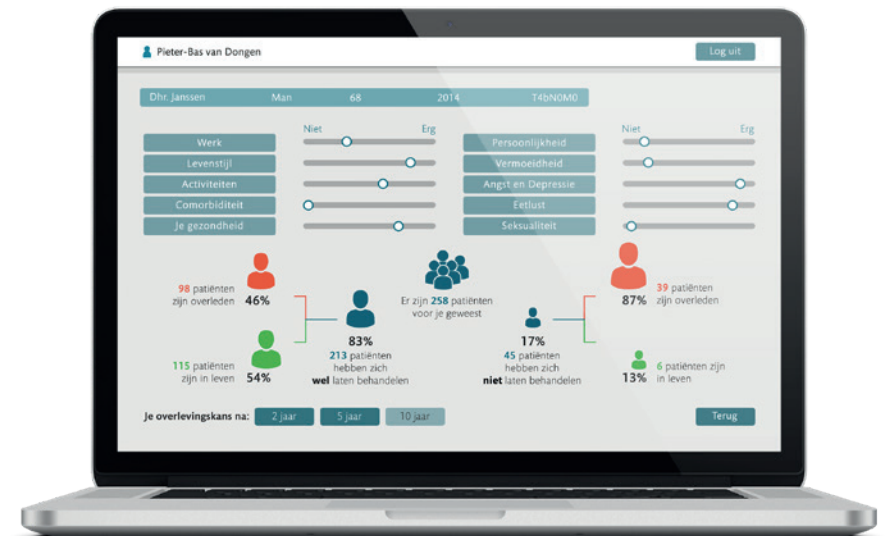 Pieter-Bas van Dongen
Log uit
Dhr. Janssen Man 68 2014 T4bN0M0
Niet Erg
Werk
Levenstijl
Activiteiten
Comorbiditeit
Je gezondheid
Niet Erg
Persoonlijkheid
Vermoeidheid
Angst en Depressie
Eetlust
Seksualiteit
98 patiënten
zijn overleden 46%
115 patiënten
zijn in leven 54%
83%
213 patiënten
hebben zich
wel laten behandelen
Er zijn 258 patiënten
voor je geweest
17%
45 patiënten
hebben zich
niet laten behandelen
39 patiënten
87% zijn overleden
6 patiënten zijn
13% in leven
Je overlevingskans na: 2 jaar 5 jaar 10 jaar
Terug